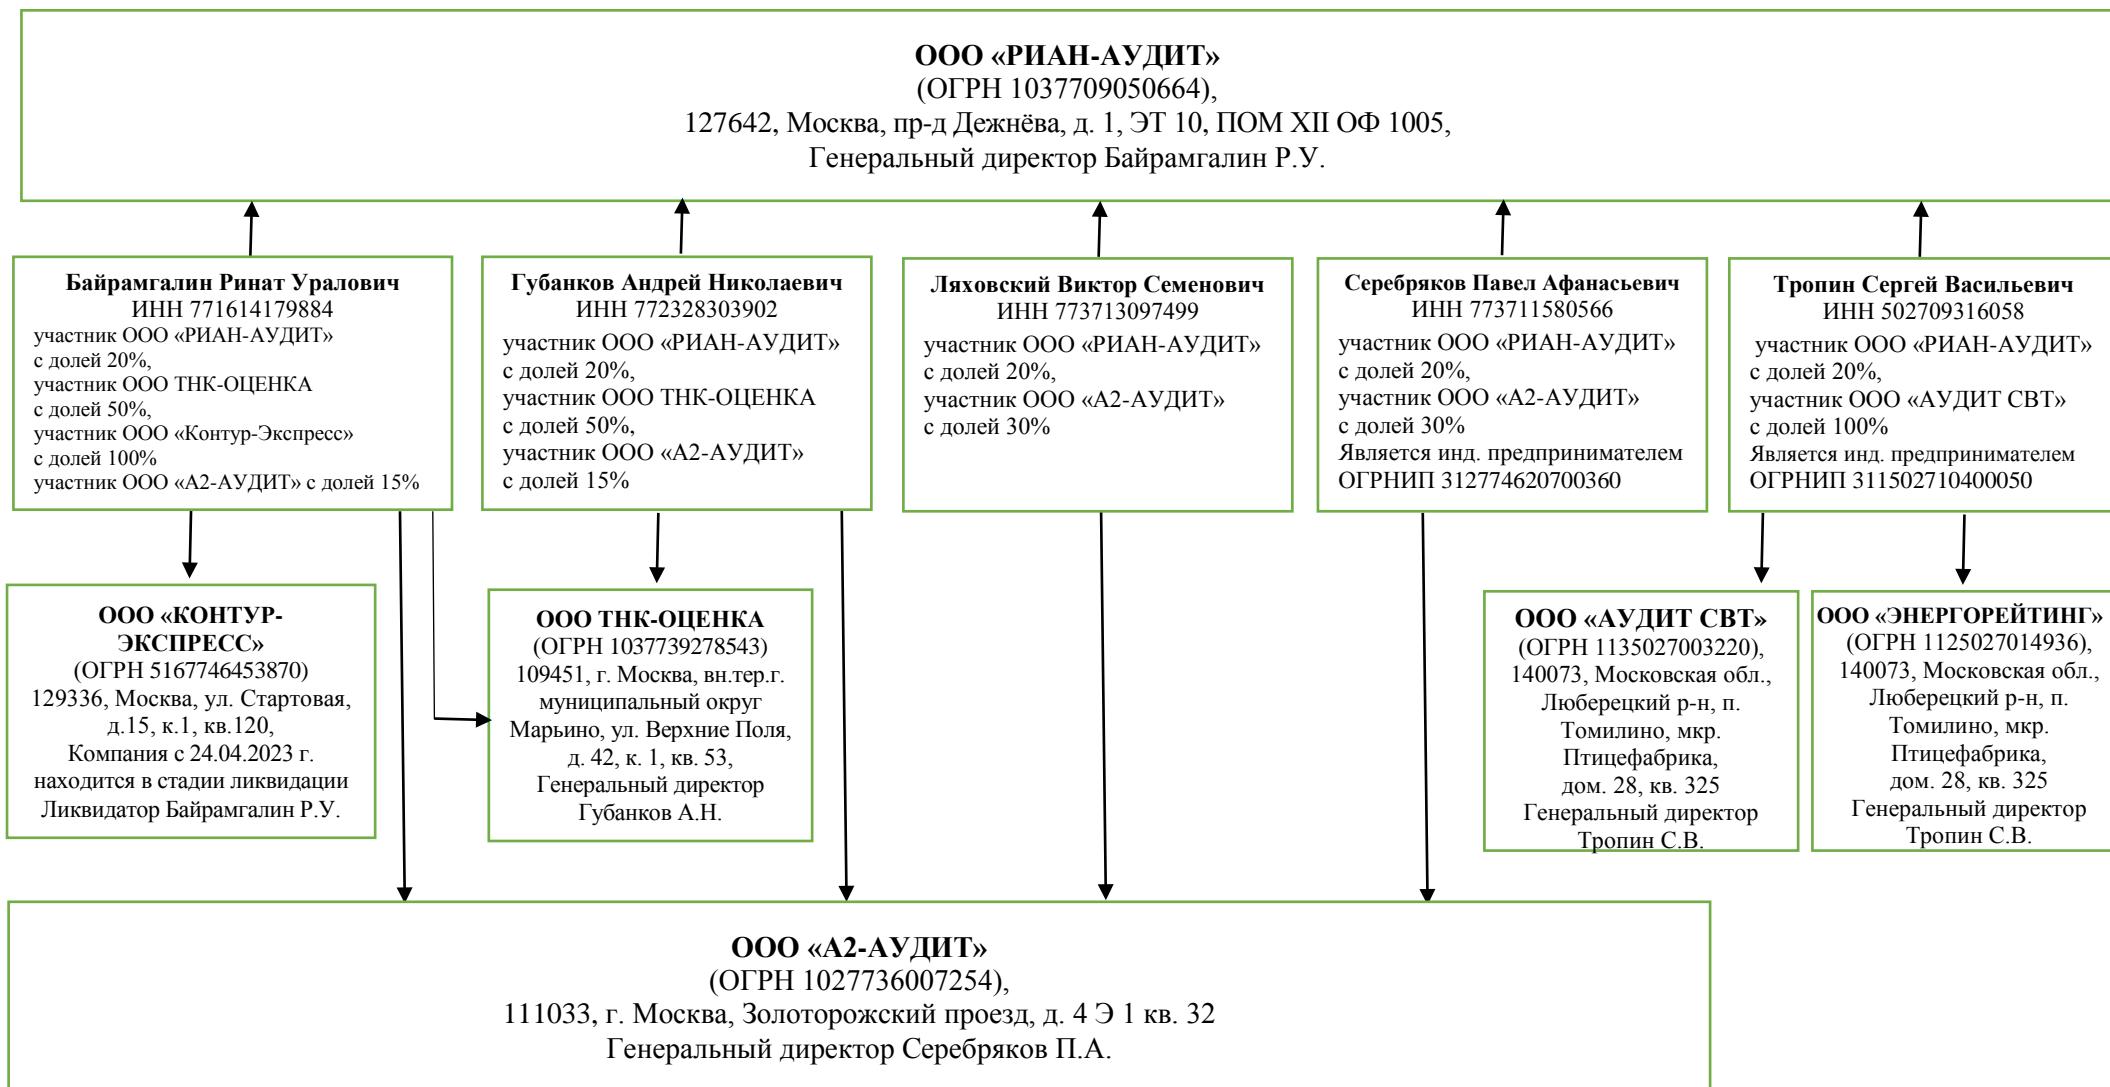 ООО «РИАН-АУДИТ»
(ОГРН 1037709050664),
127642, Москва, пр-д Дежнёва, д. 1, ЭТ 10, ПОМ XII ОФ 1005,
Генеральный директор Байрамгалин Р.У.
Байрамгалин Ринат Уралович
ИНН 771614179884
участник ООО «РИАН-АУДИТ»
с долей 20%,
участник ООО ТНК-ОЦЕНКА
с долей 50%,
участник ООО «Контур-Экспресс»
с долей 100%
участник ООО «А2-АУДИТ» с долей 15%
Губанков Андрей Николаевич
ИНН 772328303902
участник ООО «РИАН-АУДИТ»
с долей 20%,
участник ООО ТНК-ОЦЕНКА
с долей 50%,
участник ООО «А2-АУДИТ»
с долей 15%
Ляховский Виктор Семенович
ИНН 773713097499
участник ООО «РИАН-АУДИТ»
с долей 20%,
участник ООО «А2-АУДИТ»
с долей 30%
Серебряков Павел Афанасьевич
ИНН 773711580566
участник ООО «РИАН-АУДИТ»
с долей 20%,
участник ООО «А2-АУДИТ»
с долей 30%
Является инд. предпринимателем
ОГРНИП 312774620700360
Тропин Сергей Васильевич
ИНН 502709316058
участник ООО «РИАН-АУДИТ»
с долей 20%,
участник ООО «АУДИТ СВТ»
с долей 100%
Является инд. предпринимателем
ОГРНИП 311502710400050
ООО «КОНТУР-
ЭКСПРЕСС»
(ОГРН 5167746453870)
129336, Москва, ул. Стартовая,
д.15, к.1, кв.120,
Компания с 24.04.2023 г.
находится в стадии ликвидации
Ликвидатор Байрамгалин Р.У.
ООО ТНК-ОЦЕНКА
(ОГРН 1037739278543)
109451, г. Москва, вн.тер.г.
муниципальный округ
Марьино, ул. Верхние Поля,
д. 42, к. 1, кв. 53,
Генеральный директор
Губанков А.Н.
ООО «АУДИТ СВТ»
(ОГРН 1135027003220),
140073, Московская обл.,
Люберецкий р-н, п.
Томилино, мкр.
Птицефабрика,
дом. 28, кв. 325
Генеральный директор
Тропин С.В.
ООО «ЭНЕРГОРЕЙТИНГ»
(ОГРН 1125027014936),
140073, Московская обл.,
Люберецкий р-н, п.
Томилино, мкр.
Птицефабрика,
дом. 28, кв. 325
Генеральный директор
Тропин С.В.
ООО «А2-АУДИТ»
(ОГРН 1027736007254),
111033, г. Москва, Золоторожский проезд, д. 4 Э 1 кв. 32
Генеральный директор Серебряков П.А.